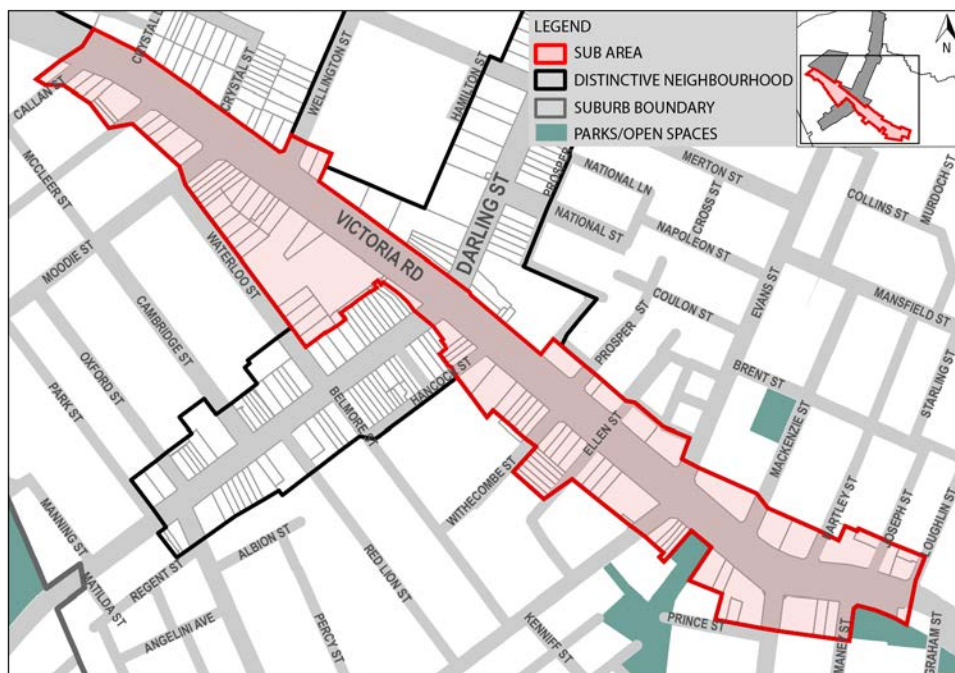 LEGEND
SUB AREA
DISTINCTIVE NEIGHBOURHOOD
SUBURB BOUNDARY
PARKS/OPEN SPACES
N
CRYSTAL
CRYSTAL ST
WELLINGTON ST
HAMILTON ST
CALLAN ST
MCCLEER ST
MOODIE ST
WATERLOO ST
VICTORIA RD
DARLING ST
PROSPER
NATIONAL LN
NATIONAL ST
MERTON ST
CROSS ST
NAPOLEON ST
COLLINS ST
MURDOCH ST
EVANS ST
MANSFIELD ST
COULON ST
PROSPER ST
BRENT ST
STARLING ST
CAMBRIDGE ST
OXFORD ST
PARK ST
BELMORE ST
HANCOCK ST
ELLEN ST
MACKENZIE ST
WITHECOMBE ST
HARTLEY ST
JOSEPH ST
LOUGHLIN ST
MANNING ST
MATILDA ST
REGENT ST
ALBION ST
ANGELINI AVE
PERCY ST
RED LION ST
KENNIFF ST
PRINCE ST
MANEZ ST
GRAHAM ST